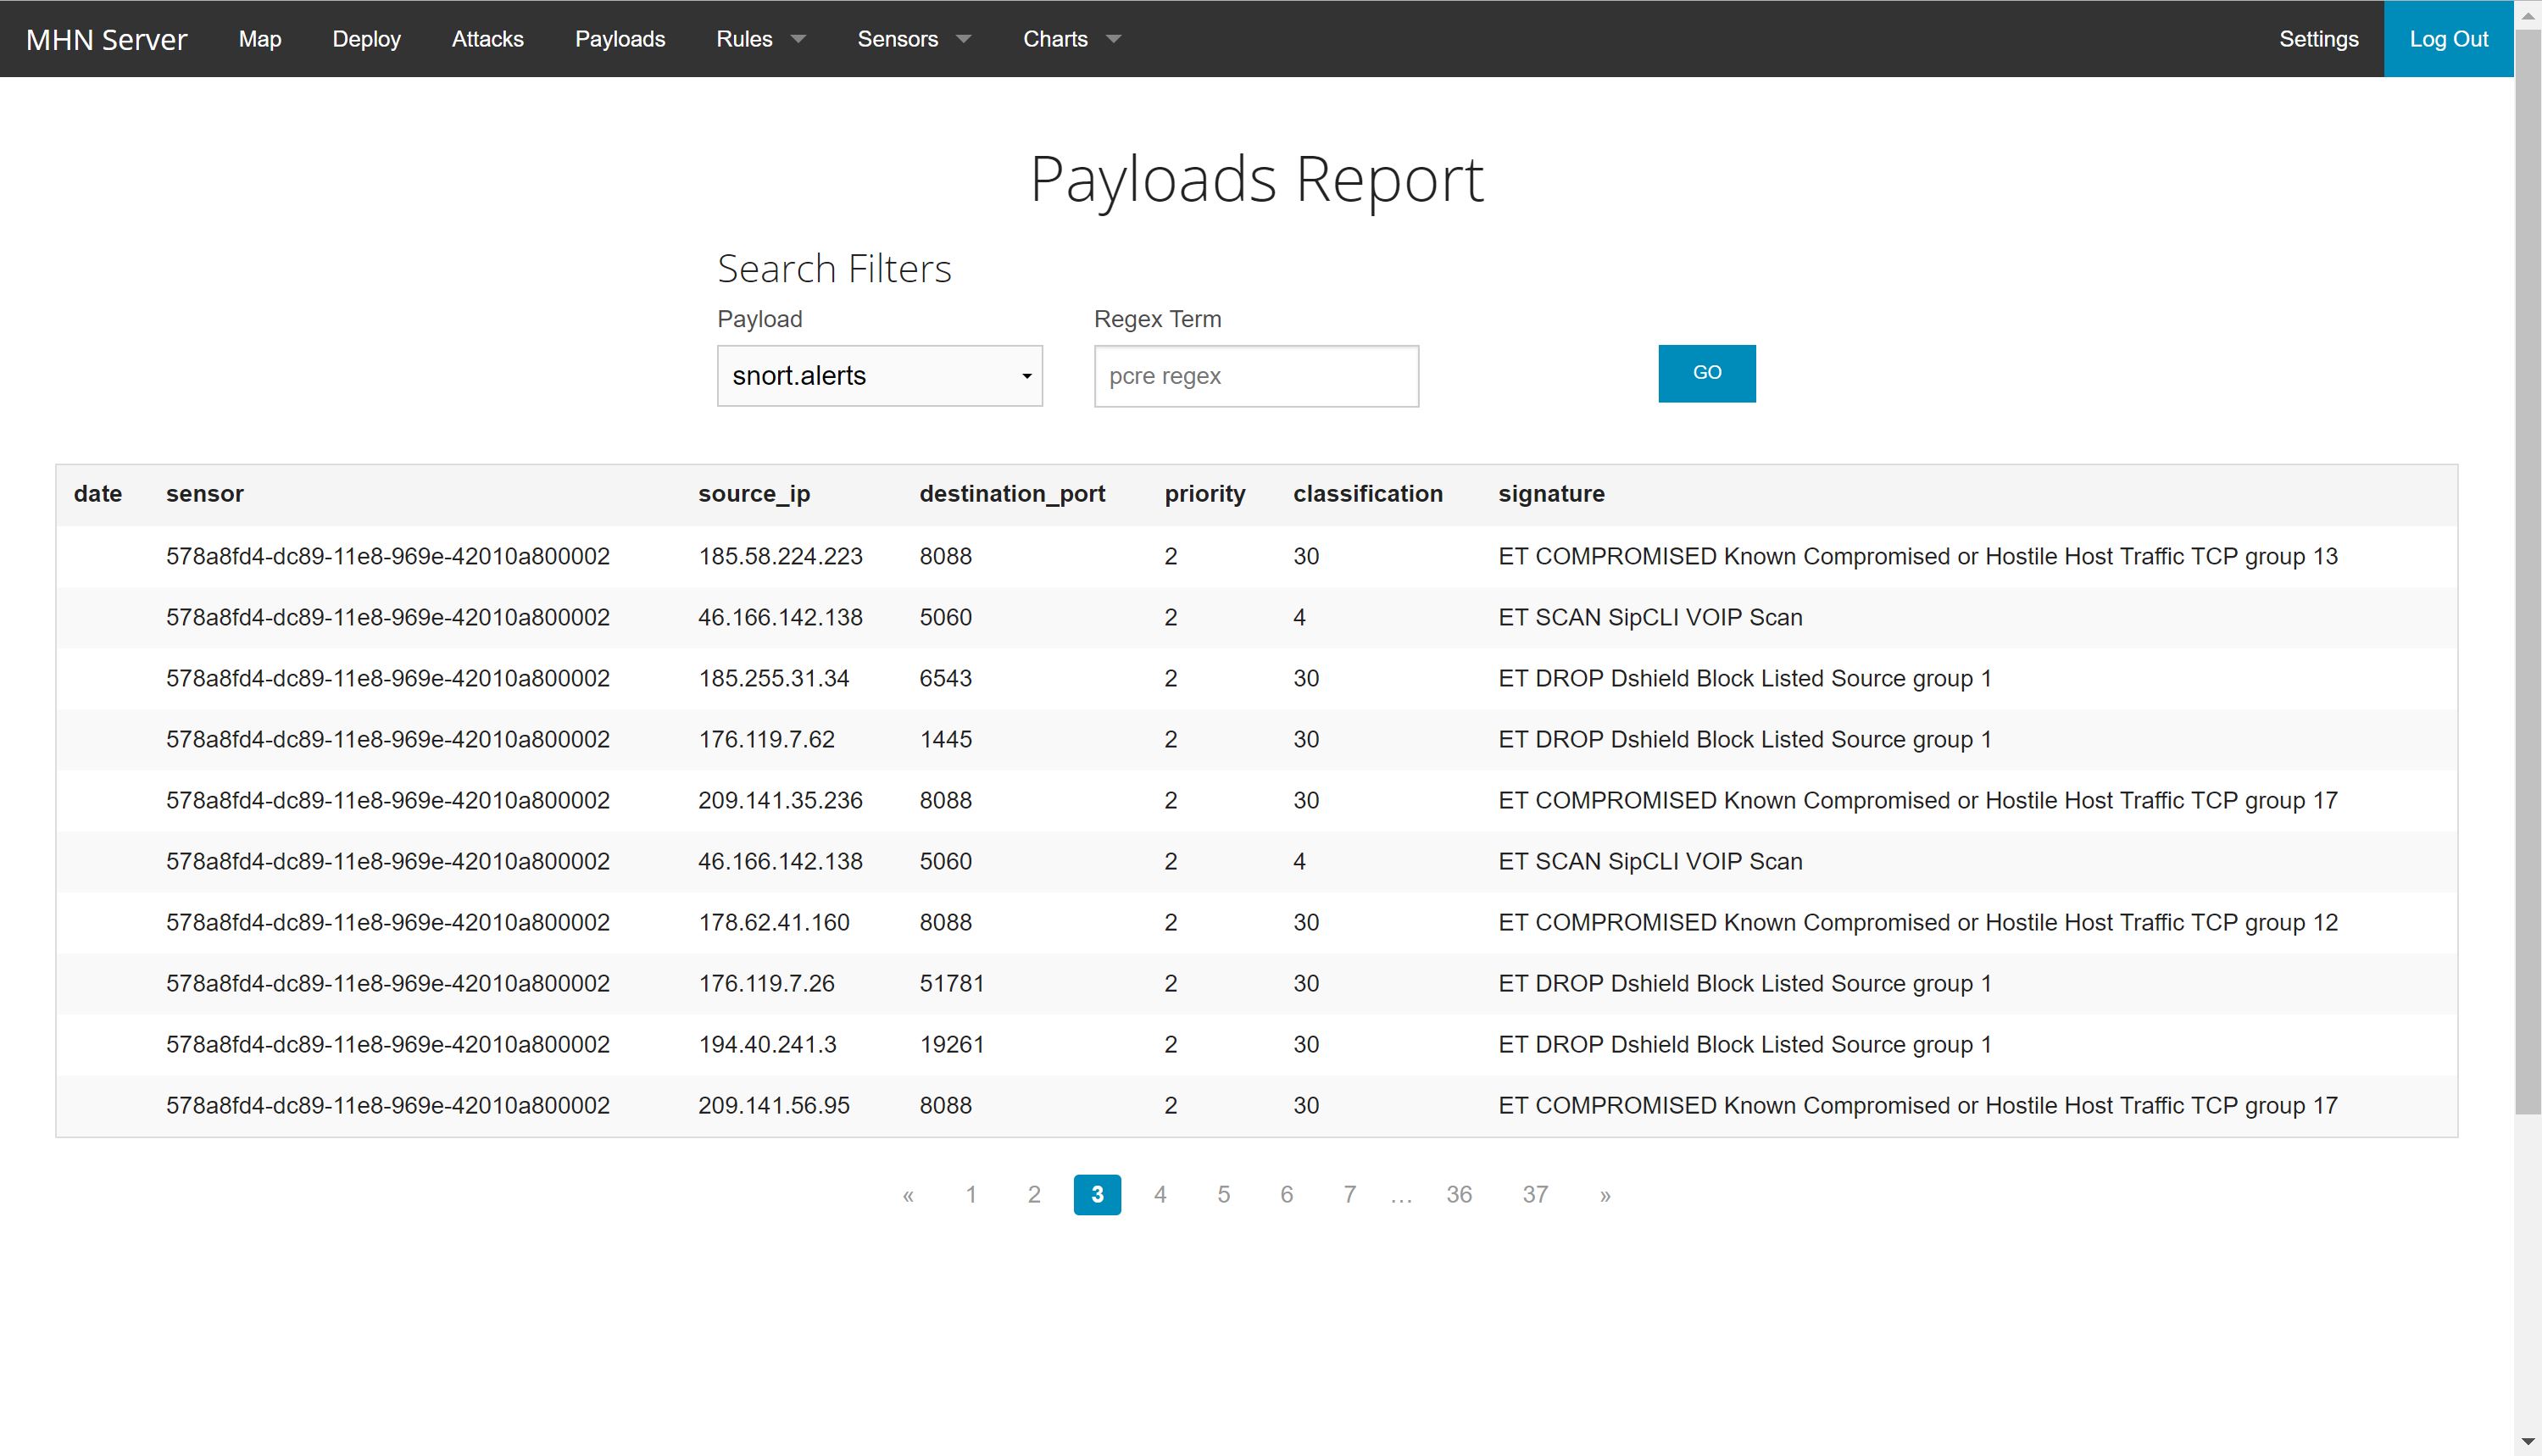 MHN Server Map Deploy Attacks Payloads Rules Sensors Charts Settings Log Out
Payloads Report
Search Filters
Payload Regex Term
snort.alerts pcre regex GO
date sensor source_ip destination_port priority classification signature
578a8fd4-dc89-11e8-969e-42010a800002 185.58.224.223 8088 2 30 ET COMPROMISED Known Compromised or Hostile Host Traffic TCP group 13
578a8fd4-dc89-11e8-969e-42010a800002 46.166.142.138 5060 2 4 ET SCAN SipCLI VOIP Scan
578a8fd4-dc89-11e8-969e-42010a800002 185.255.31.34 6543 2 30 ET DROP Dshield Block Listed Source group 1
578a8fd4-dc89-11e8-969e-42010a800002 176.119.7.62 1445 2 30 ET DROP Dshield Block Listed Source group 1
578a8fd4-dc89-11e8-969e-42010a800002 209.141.35.236 8088 2 30 ET COMPROMISED Known Compromised or Hostile Host Traffic TCP group 17
578a8fd4-dc89-11e8-969e-42010a800002 46.166.142.138 5060 2 4 ET SCAN SipCLI VOIP Scan
578a8fd4-dc89-11e8-969e-42010a800002 178.62.41.160 8088 2 30 ET COMPROMISED Known Compromised or Hostile Host Traffic TCP group 12
578a8fd4-dc89-11e8-969e-42010a800002 176.119.7.26 51781 2 30 ET DROP Dshield Block Listed Source group 1
578a8fd4-dc89-11e8-969e-42010a800002 194.40.241.3 19261 2 30 ET DROP Dshield Block Listed Source group 1
578a8fd4-dc89-11e8-969e-42010a800002 209.141.56.95 8088 2 30 ET COMPROMISED Known Compromised or Hostile Host Traffic TCP group 17
« 1 2 3 4 5 6 7 … 36 37 »